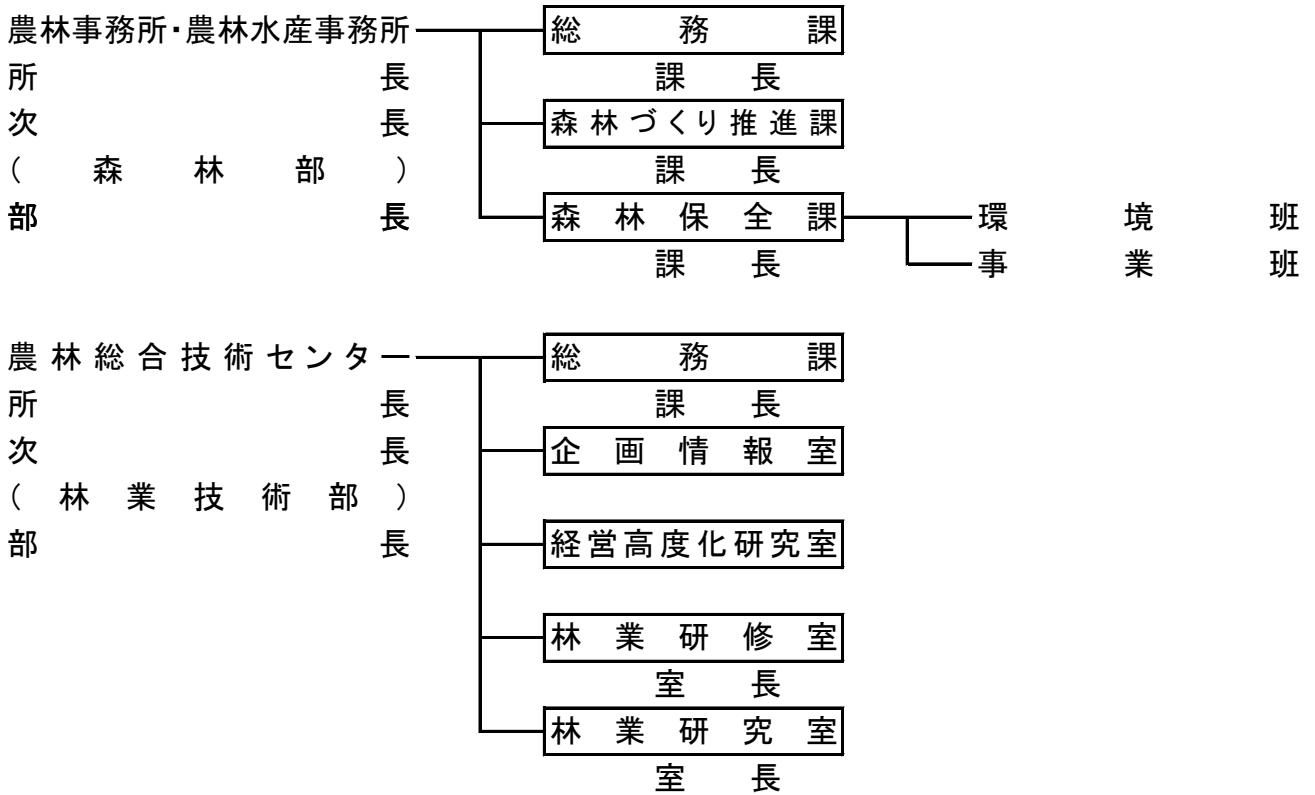 農林事務所・農林水産事務所 総務課
所長 課長
次長 森林づくり推進課
（森林部） 課長
部長 森林保全課 環境班
課長 事業班
農林総合技術センター 総務課
所長 課長
次長 企画情報室
（林業技術部）
部長 経営高度化研究室
林業研修室
室長
林業研究室
室長